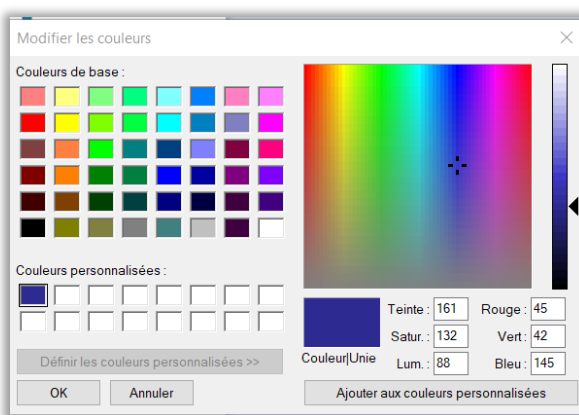 Modifier les couleurs
Couleurs de base :
Couleurs personnalisées :
Définir les couleurs personnalisées >>
OK Annuler
Couleur|Unie
Teinte : 161 Rouge : 45
Satur. : 132 Vert : 42
Lum. : 88 Bleu : 145
Ajouter aux couleurs personnalisées